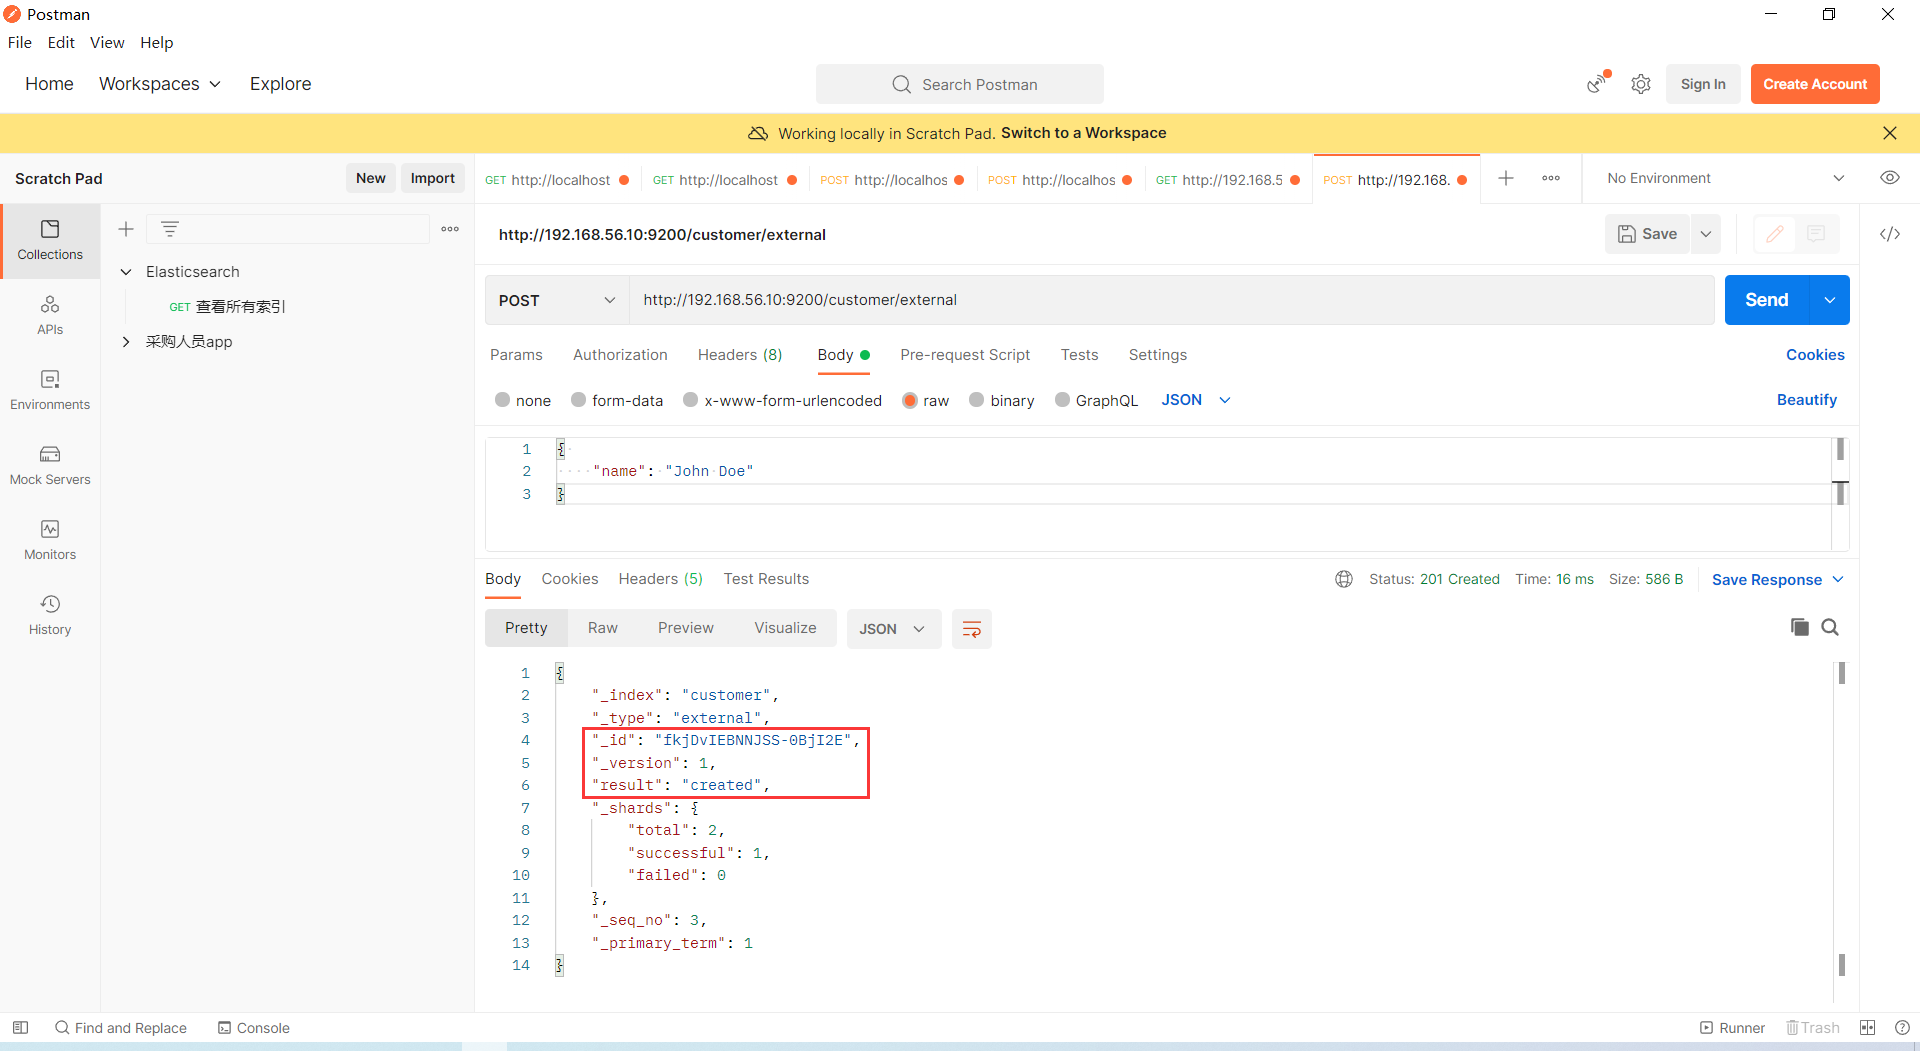 Postman
File Edit View Help
Home Workspaces Explore Search Postman Sign In Create Account
Working locally in Scratch Pad. Switch to a Workspace
Scratch Pad New Import GET http://localhost GET http://localhost POST http://localhos POST http://localhos GET http://192.168.5 POST http://192.168. No Environment
http://192.168.56.10:9200/customer/external Save
Collections
Elasticsearch
GET 查看所有索引
采购人员app
APIs
Environments
Mock Servers
Monitors
History
POST http://192.168.56.10:9200/customer/external Send
Params Authorization Headers (8) Body Pre-request Script Tests Settings Cookies
none form-data x-www-form-urlencoded raw binary GraphQL JSON Beautify
1 {
2 "name": "John Doe"
3 }
Body Cookies Headers (5) Test Results Status: 201 Created Time: 16 ms Size: 586 B Save Response
Pretty Raw Preview Visualize JSON
1 {
2 "_index": "customer",
3 "_type": "external",
4 "_id": "fkjDvIEBNNJSS-0BjI2E",
5 "_version": 1,
6 "result": "created",
7 "_shards": {
8 "total": 2,
9 "successful": 1,
10 "failed": 0
11 },
12 "_seq_no": 3,
13 "_primary_term": 1
14 }
Find and Replace Console Runner Trash